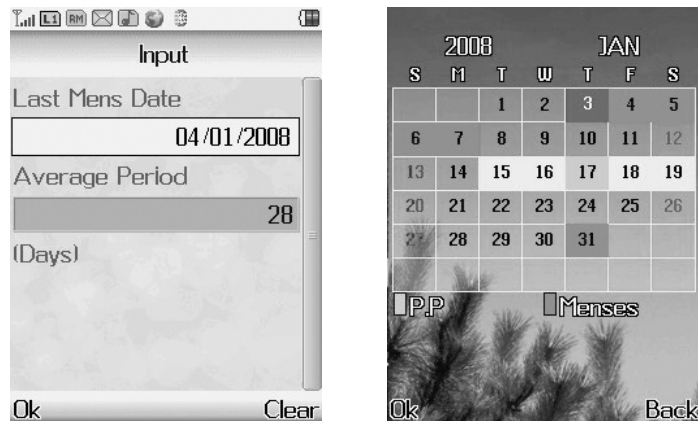 L1 RM
Input
Last Mens Date
04/01/2008
Average Period
28
(Days)
Ok Clear
2008 JAN
S M T W T F S
1 2 3 4 5
6 7 8 9 10 11 12
13 14 15 16 17 18 19
20 21 22 23 24 25 26
27 28 29 30 31
P.P Menses
Ok Back